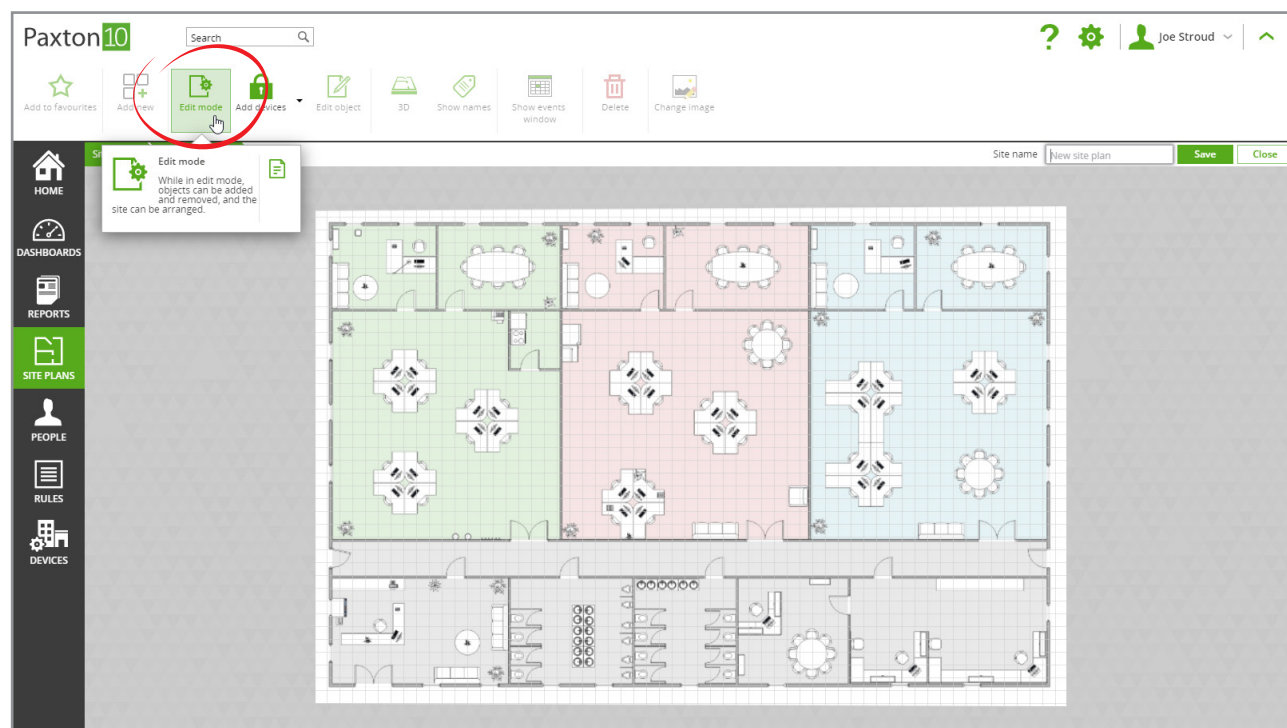 Paxton10
Search
Joe Stroud
Add to favourites
Add new
Edit mode
Add devices
Edit object
3D
Show names
Show events
window
Delete
Change image
Site name
New site plan
Save
Close
Edit mode
While in edit mode,
objects can be added
and removed, and the
site can be arranged.
HOME
DASHBOARDS
REPORTS
SITE PLANS
PEOPLE
RULES
DEVICES